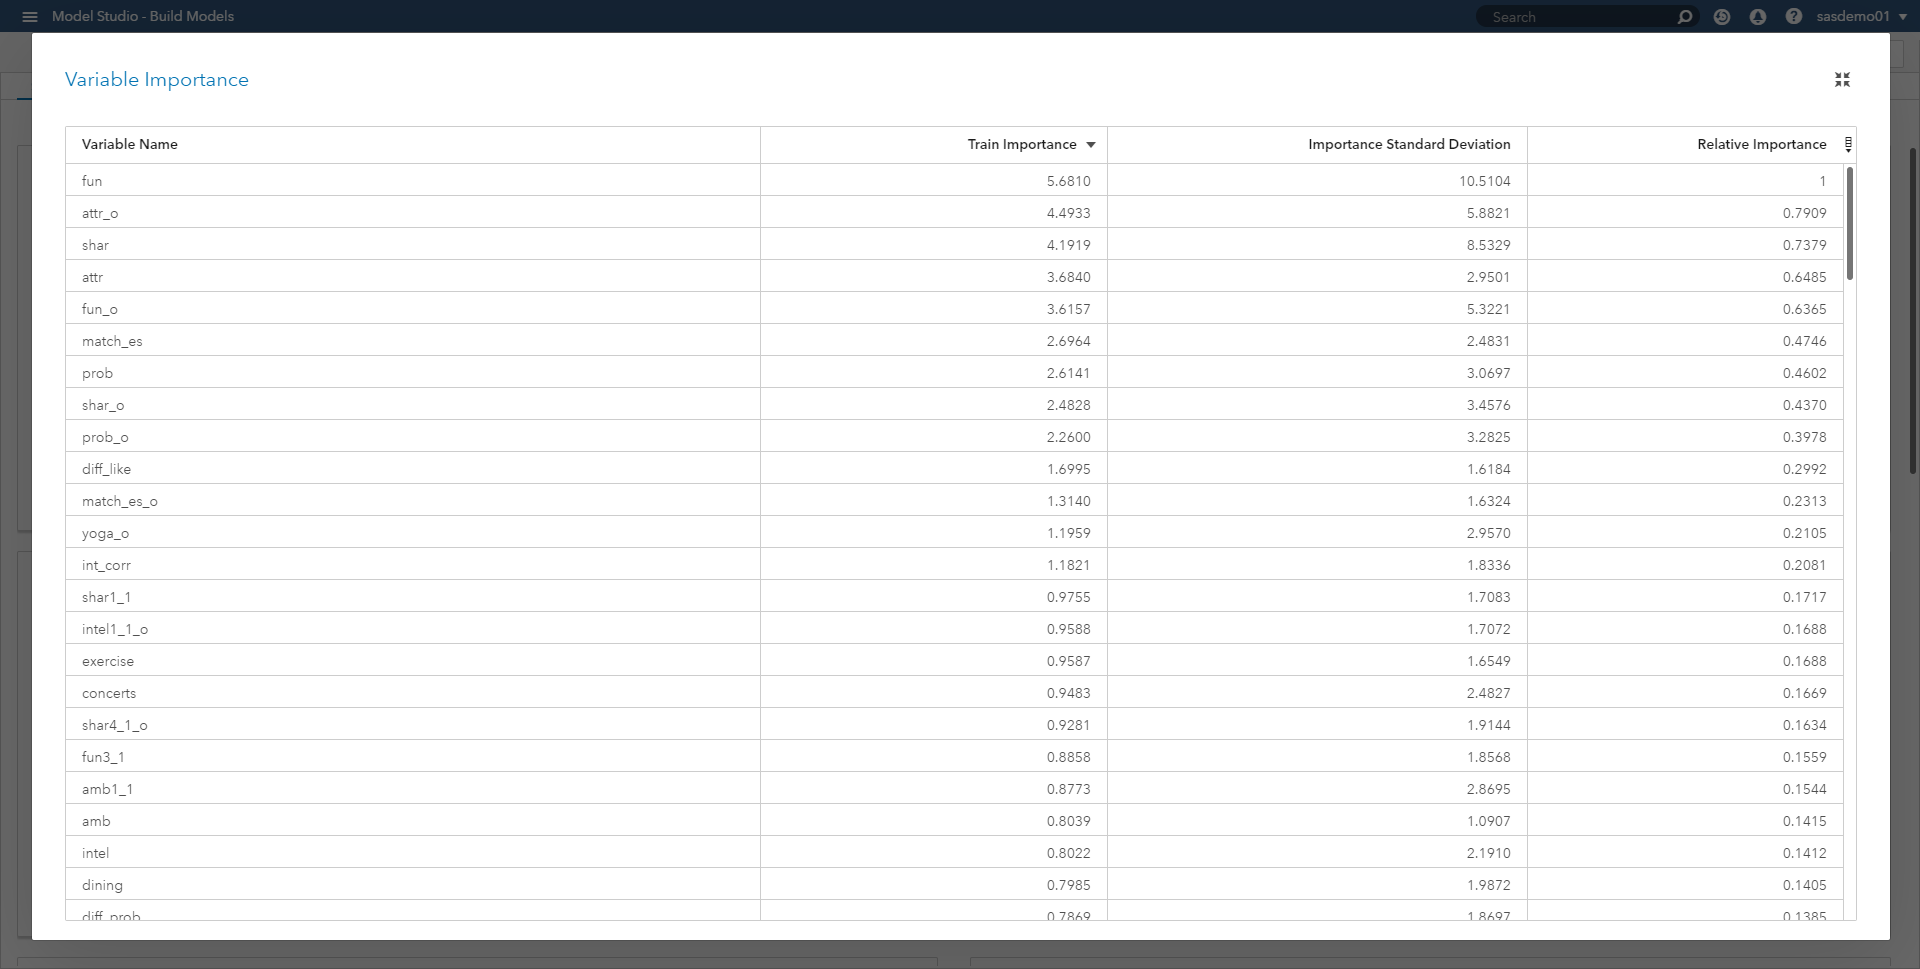 Model Studio - Build Models
Search
sasdemo01
Variable Importance
Variable Name Train Importance Importance Standard Deviation Relative Importance
fun 5.6810 10.5104 1
attr_o 4.4933 5.8821 0.7909
shar 4.1919 8.5329 0.7379
attr 3.6840 2.9501 0.6485
fun_o 3.6157 5.3221 0.6365
match_es 2.6964 2.4831 0.4746
prob 2.6141 3.0697 0.4602
shar_o 2.4828 3.4576 0.4370
prob_o 2.2600 3.2825 0.3978
diff_like 1.6995 1.6184 0.2992
match_es_o 1.3140 1.6324 0.2313
yoga_o 1.1959 2.9570 0.2105
int_corr 1.1821 1.8336 0.2081
shar1_1 0.9755 1.7083 0.1717
intel1_1_o 0.9588 1.7072 0.1688
exercise 0.9587 1.6549 0.1688
concerts 0.9483 2.4827 0.1669
shar4_1_o 0.9281 1.9144 0.1634
fun3_1 0.8858 1.8568 0.1559
amb1_1 0.8773 2.8695 0.1544
amb 0.8039 1.0907 0.1415
intel 0.8022 2.1910 0.1412
dining 0.7985 1.9872 0.1405
diff_prob 0.7869 1.8697 0.1385